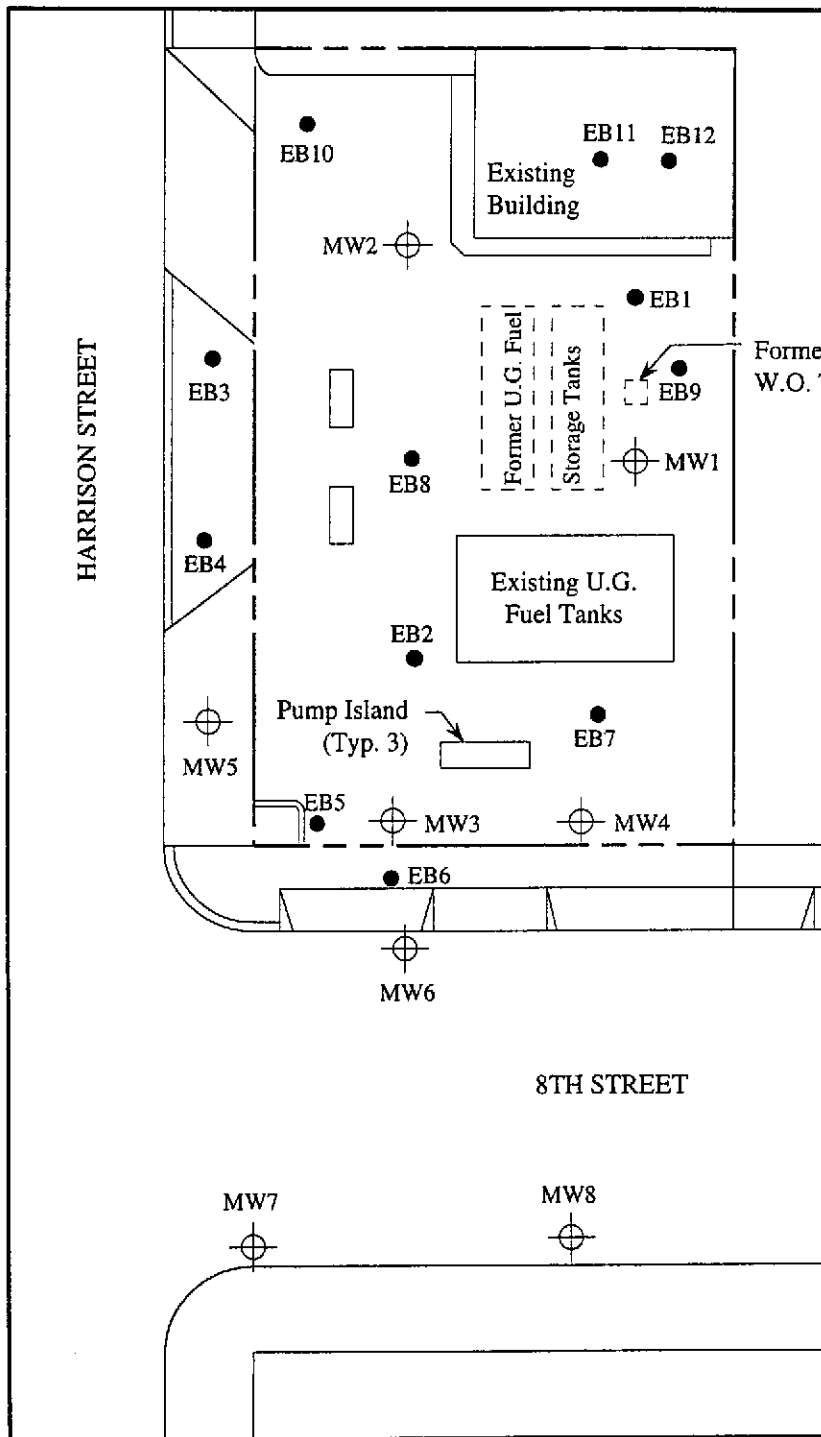 EB10
EB11
EB12
Existing
Building
MW2
EB1
EB3
Former U.G. Fuel
Storage Tanks
EB9
Forme
W.O.
HARRISON STREET
EB8
MW1
EB4
Existing U.G.
Fuel Tanks
EB2
Pump Island
(Typ. 3)
EB7
MW5
EB5
MW3
MW4
EB6
MW6
8TH STREET
MW7
MW8